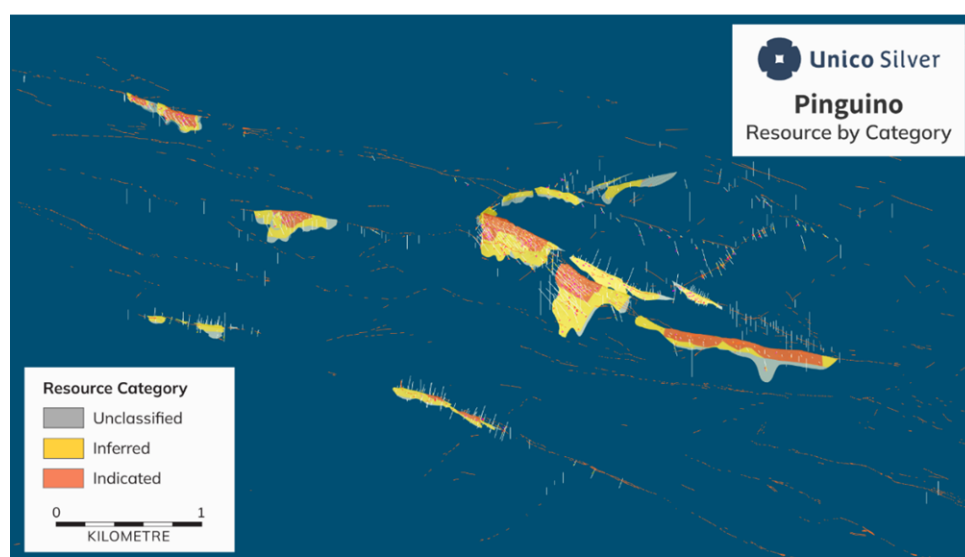 Unico Silver
Pinguino
Resource by Category
Resource Category
Unclassified
Inferred
Indicated
0 1
KILOMETRE